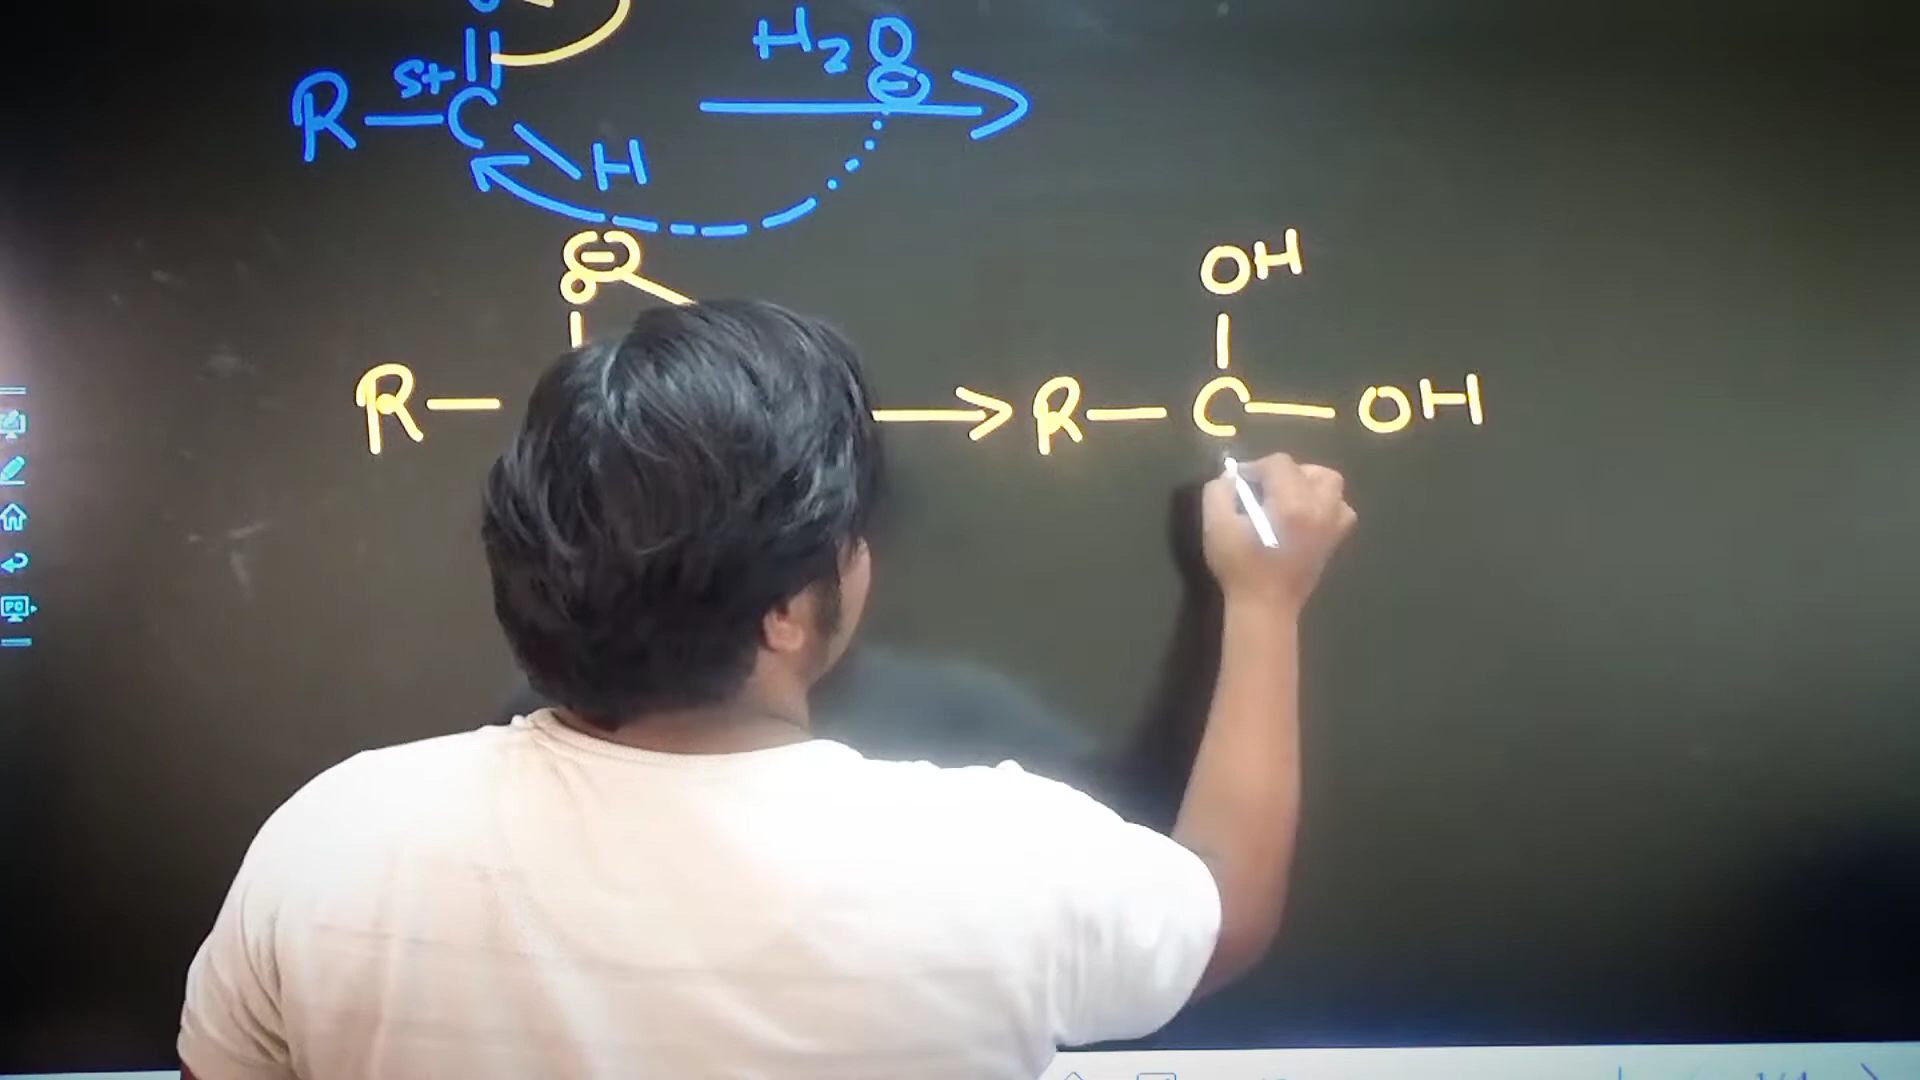 R — C H δ+ H₂O
O ⊖
OH
R — → R — C — OH